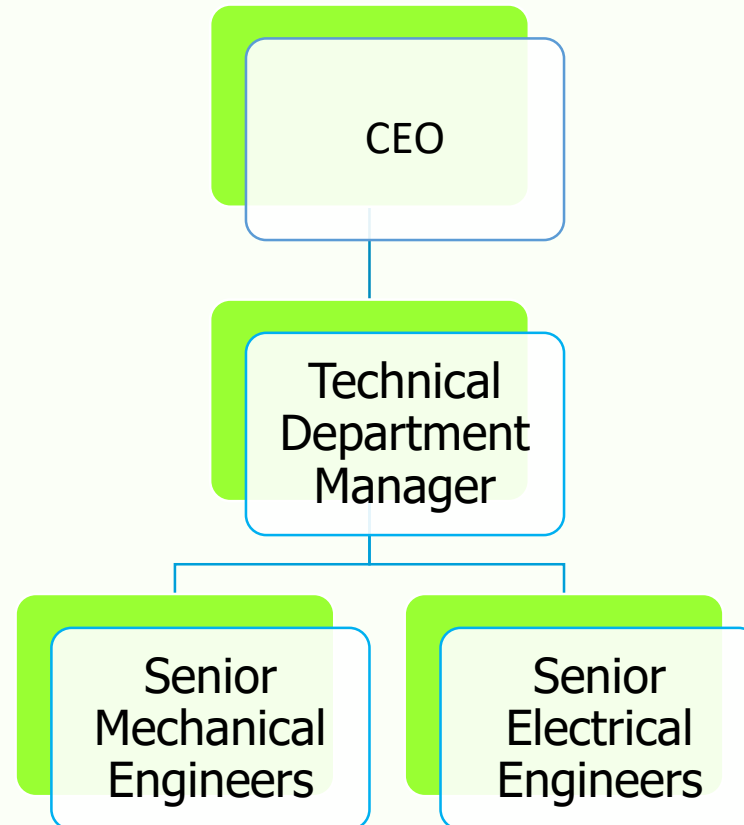 CEO
Technical
Department
Manager
Senior
Mechanical
Engineers
Senior
Electrical
Engineers